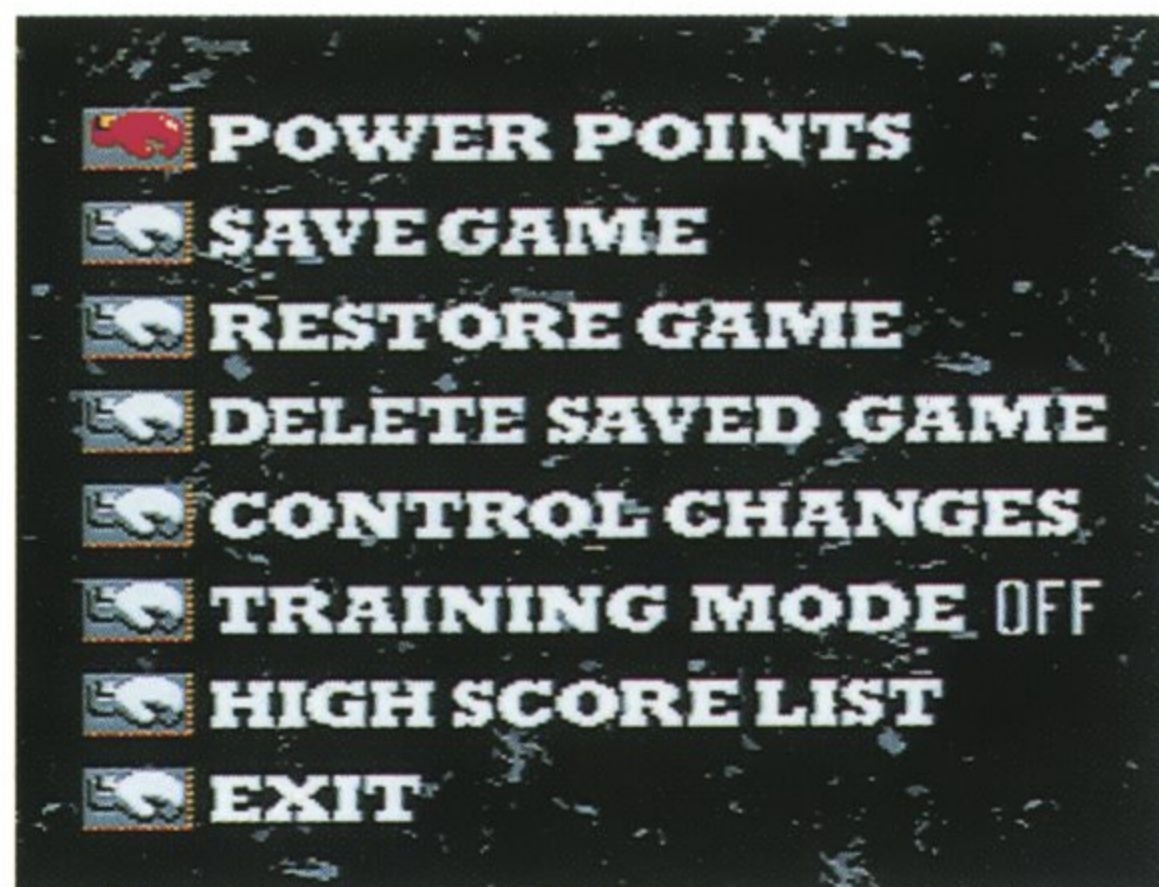 POWER POINTS
SAVE GAME
RESTORE GAME
DELETE SAVED GAME
CONTROL CHANGES
TRAINING MODE OFF
HIGH SCORE LIST
EXIT